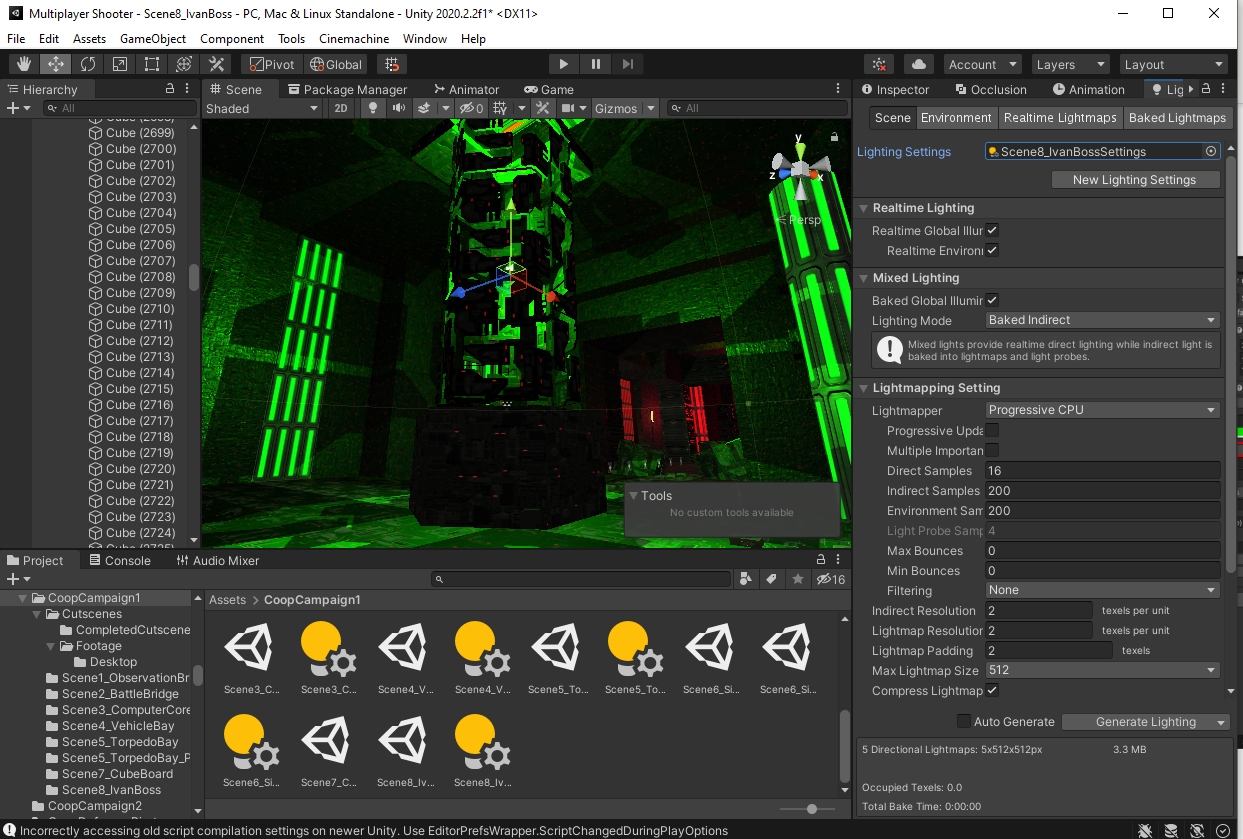 Multiplayer Shooter - Scene8_IvanBoss - PC, Mac & Linux Standalone - Unity 2020.2.2f1* <DX11>
File Edit Assets GameObject Component Tools Cinemachine Window Help
Pivot Global Account Layers Layout
Hierarchy
All
Cube (2699)
Cube (2700)
Cube (2701)
Cube (2702)
Cube (2703)
Cube (2704)
Cube (2705)
Cube (2706)
Cube (2707)
Cube (2708)
Cube (2709)
Cube (2710)
Cube (2711)
Cube (2712)
Cube (2713)
Cube (2714)
Cube (2715)
Cube (2716)
Cube (2717)
Cube (2718)
Cube (2719)
Cube (2720)
Cube (2721)
Cube (2722)
Cube (2723)
Cube (2724)
Scene Package Manager Animator Game
Shaded 2D 0 Gizmos All
y
z x
Persp
Tools
No custom tools available
Inspector Occlusion Animation Lig
Scene Environment Realtime Lightmaps Baked Lightmaps
Lighting Settings Scene8_IvanBossSettings
New Lighting Settings
Realtime Lighting
Realtime Global Illur
Realtime Environ
Mixed Lighting
Baked Global Illumir
Lighting Mode Baked Indirect
Mixed lights provide realtime direct lighting while indirect light is
baked into lightmaps and light probes.
Lightmapping Setting
Lightmapper Progressive CPU
Progressive Upda
Multiple Importan
Direct Samples 16
Indirect Samples 200
Environment Sam 200
Light Probe Samp 4
Max Bounces 0
Min Bounces 0
Filtering None
Indirect Resolution 2 texels per unit
Lightmap Resolution 2 texels per unit
Lightmap Padding 2 texels
Max Lightmap Size 512
Compress Lightmap
Auto Generate Generate Lighting
5 Directional Lightmaps: 5x512x512px 3.3 MB
Occupied Texels: 0.0
Total Bake Time: 0:00:00
Project Console Audio Mixer
16
CoopCampaign1
Cutscenes
CompletedCutscene
Footage
Desktop
Scene1_ObservationBr
Scene2_BattleBridge
Scene3_ComputerCore
Scene4_VehicleBay
Scene5_TorpedoBay
Scene5_TorpedoBay_P
Scene7_CubeBoard
Scene8_IvanBoss
CoopCampaign2
Assets > CoopCampaign1
Scene3_C... Scene3_C... Scene4_V... Scene4_V... Scene5_To... Scene5_To... Scene6_Si... Scene6_Si...
Scene6_Si... Scene7_C... Scene8_Iv... Scene8_Iv...
Incorrectly accessing old script compilation settings on newer Unity. Use EditorPrefsWrapper.ScriptChangedDuringPlayOptions